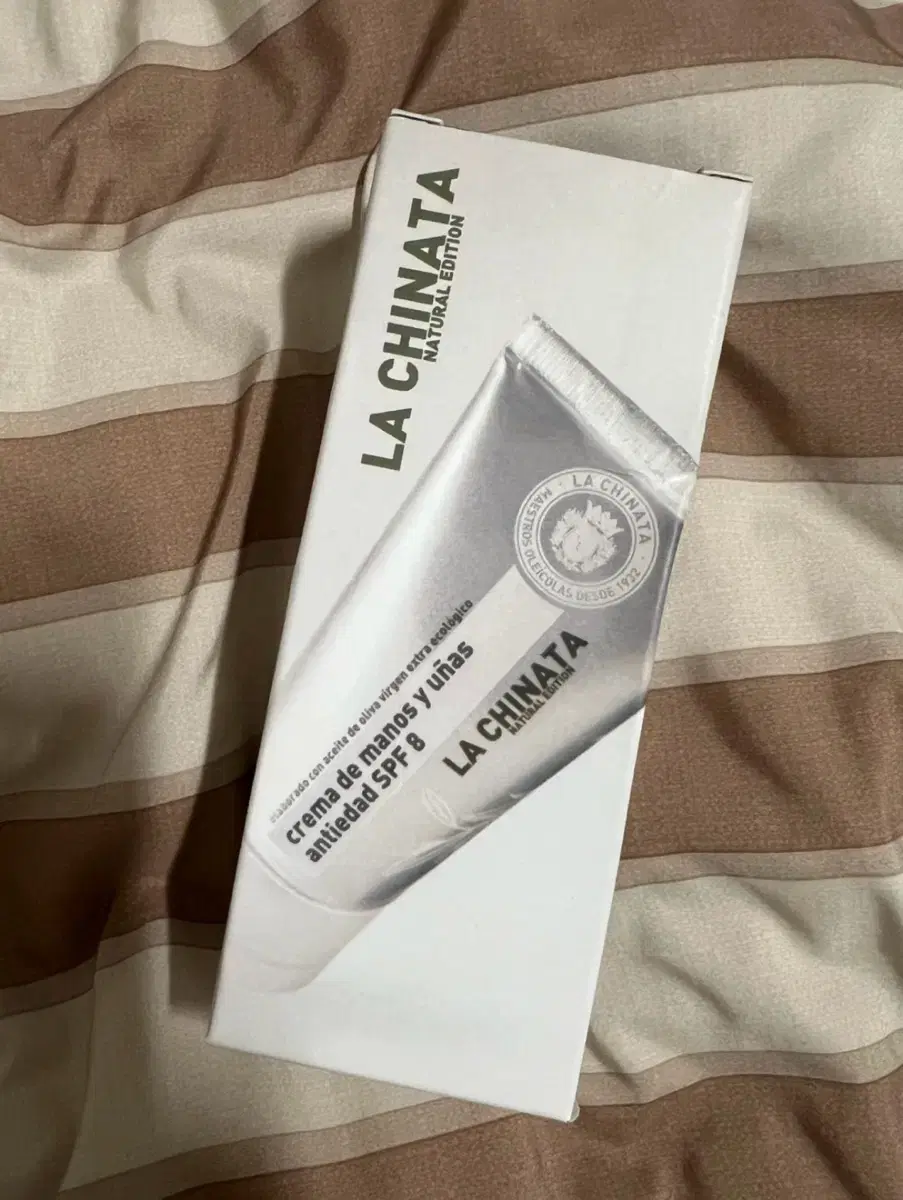 LA CHINATA
NATURAL EDITION
· LA CHINATA ·
MAESTROS OLEICOLAS DESDE 1932
elaborado con aceite de oliva virgen extra ecológico
crema de manos y uñas
antiedad SPF 8
LA CHINATA
NATURAL EDITION